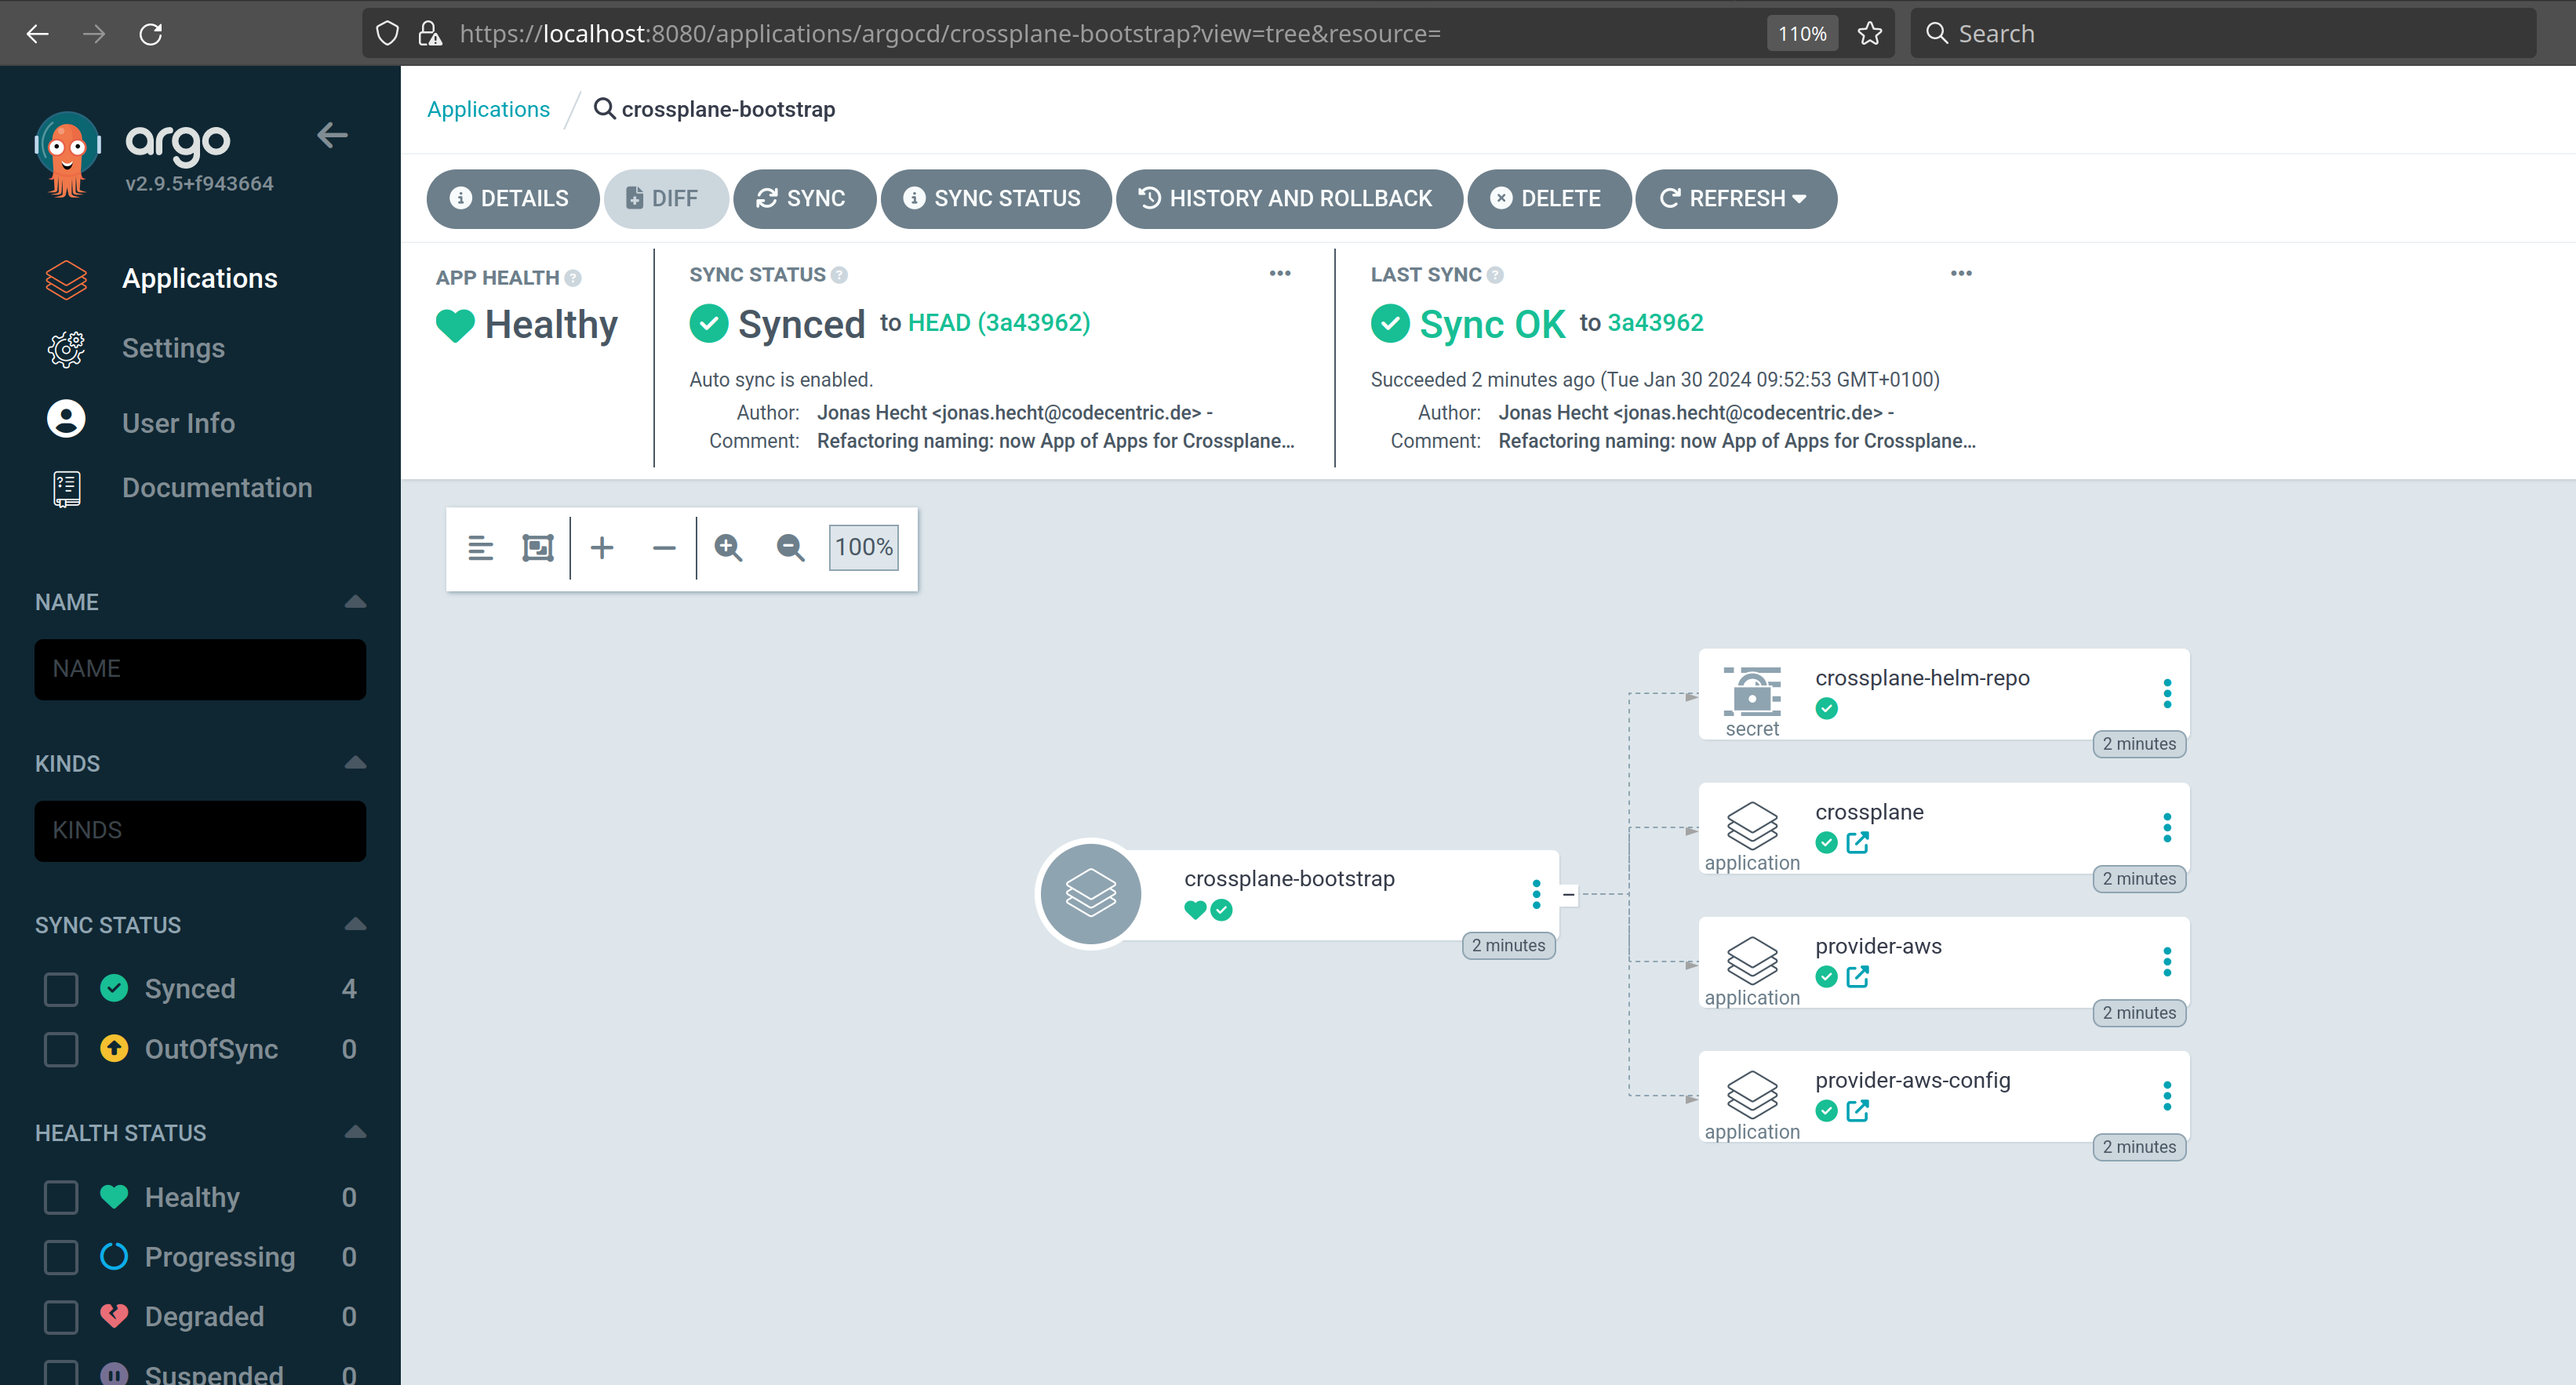 https://localhost:8080/applications/argocd/crossplane-bootstrap?view=tree&resource=
110%
Search
argo
v2.9.5+f943664
Applications
Settings
User Info
Documentation
NAME
NAME
KINDS
KINDS
SYNC STATUS
Synced 4
OutOfSync 0
HEALTH STATUS
Healthy 0
Progressing 0
Degraded 0
Suspended 0
Applications / crossplane-bootstrap
DETAILS DIFF SYNC SYNC STATUS HISTORY AND ROLLBACK DELETE REFRESH
APP HEALTH
Healthy
SYNC STATUS
Synced to HEAD (3a43962)
Auto sync is enabled.
Author: Jonas Hecht <jonas.hecht@codecentric.de> -
Comment: Refactoring naming: now App of Apps for Crossplane...
LAST SYNC
Sync OK to 3a43962
Succeeded 2 minutes ago (Tue Jan 30 2024 09:52:53 GMT+0100)
Author: Jonas Hecht <jonas.hecht@codecentric.de> -
Comment: Refactoring naming: now App of Apps for Crossplane...
100%
crossplane-bootstrap
2 minutes
crossplane-helm-repo
secret
2 minutes
crossplane
application
2 minutes
provider-aws
application
2 minutes
provider-aws-config
application
2 minutes